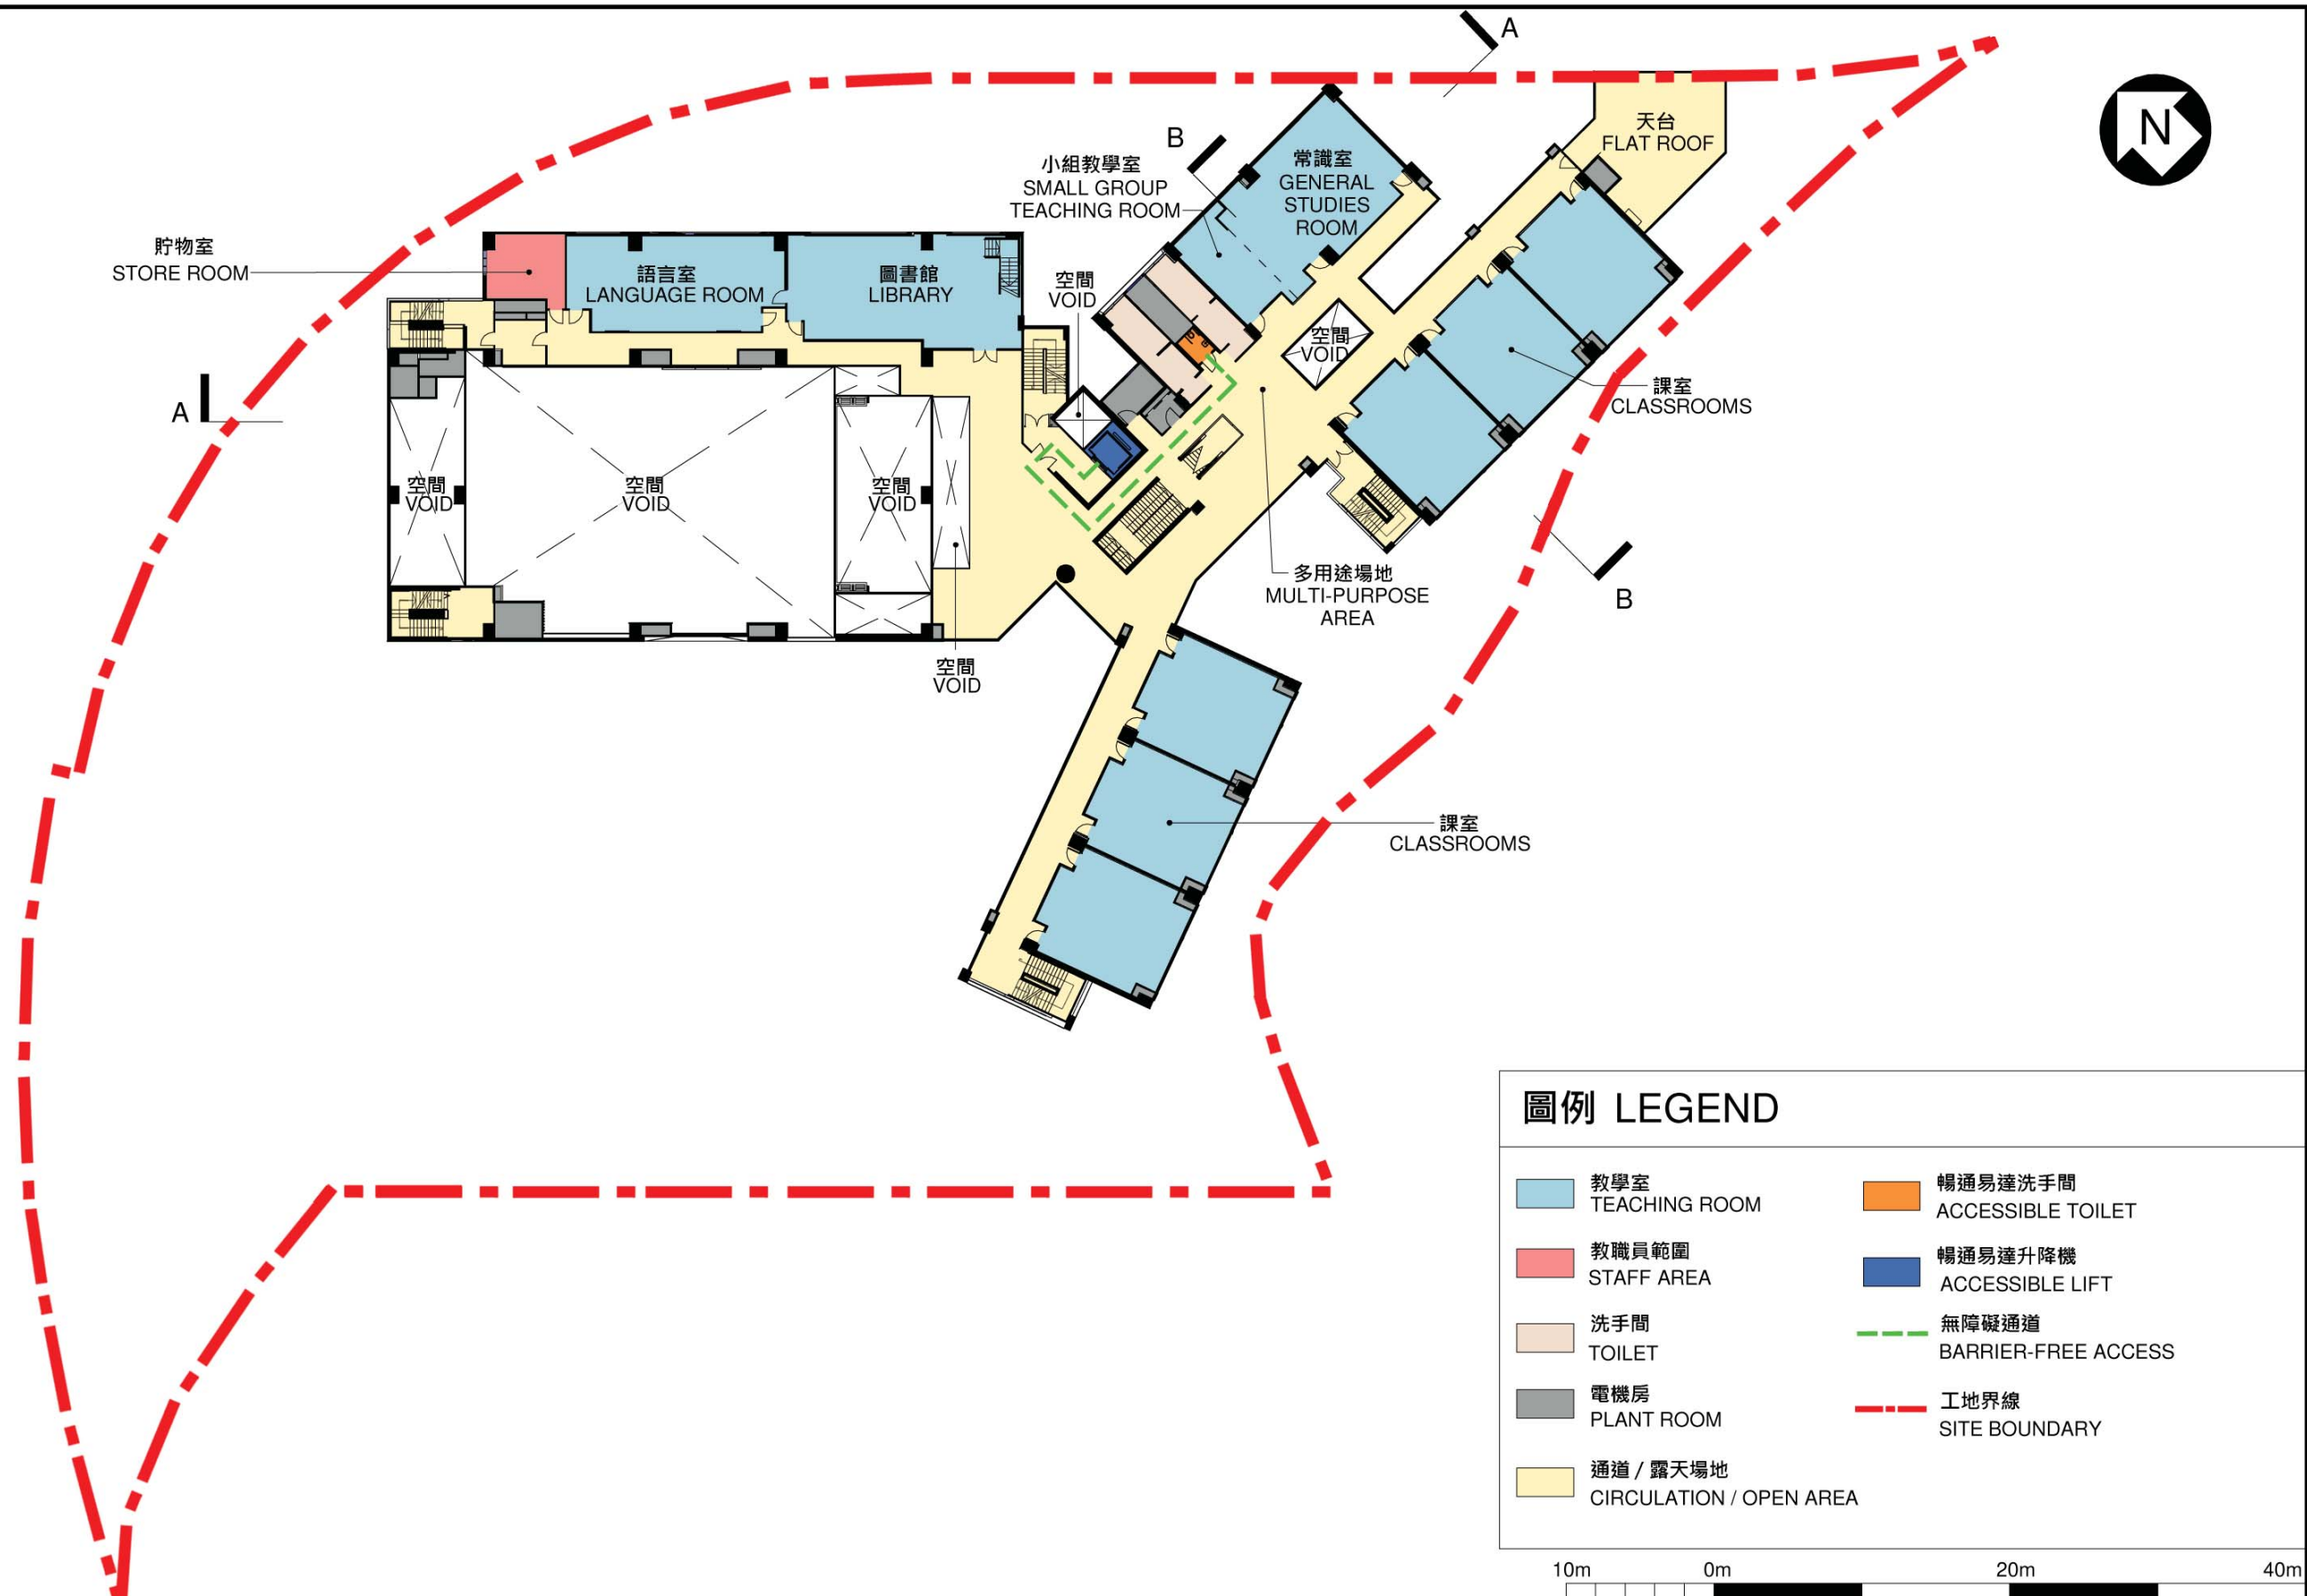 A
N
天台
FLAT ROOF
B
小組教學室
SMALL GROUP
TEACHING ROOM
常識室
GENERAL
STUDIES
ROOM
貯物室
STORE ROOM
語言室
LANGUAGE ROOM
圖書館
LIBRARY
空間
VOID
空間
VOID
課室
CLASSROOMS
A
空間
VOID
空間
VOID
空間
VOID
多用途場地
MULTI-PURPOSE
AREA
B
空間
VOID
課室
CLASSROOMS
圖例 LEGEND
教學室
TEACHING ROOM
教職員範圍
STAFF AREA
洗手間
TOILET
電機房
PLANT ROOM
通道 / 露天場地
CIRCULATION / OPEN AREA
暢通易達洗手間
ACCESSIBLE TOILET
暢通易達升降機
ACCESSIBLE LIFT
無障礙通道
BARRIER-FREE ACCESS
工地界線
SITE BOUNDARY
10m 0m 20m 40m